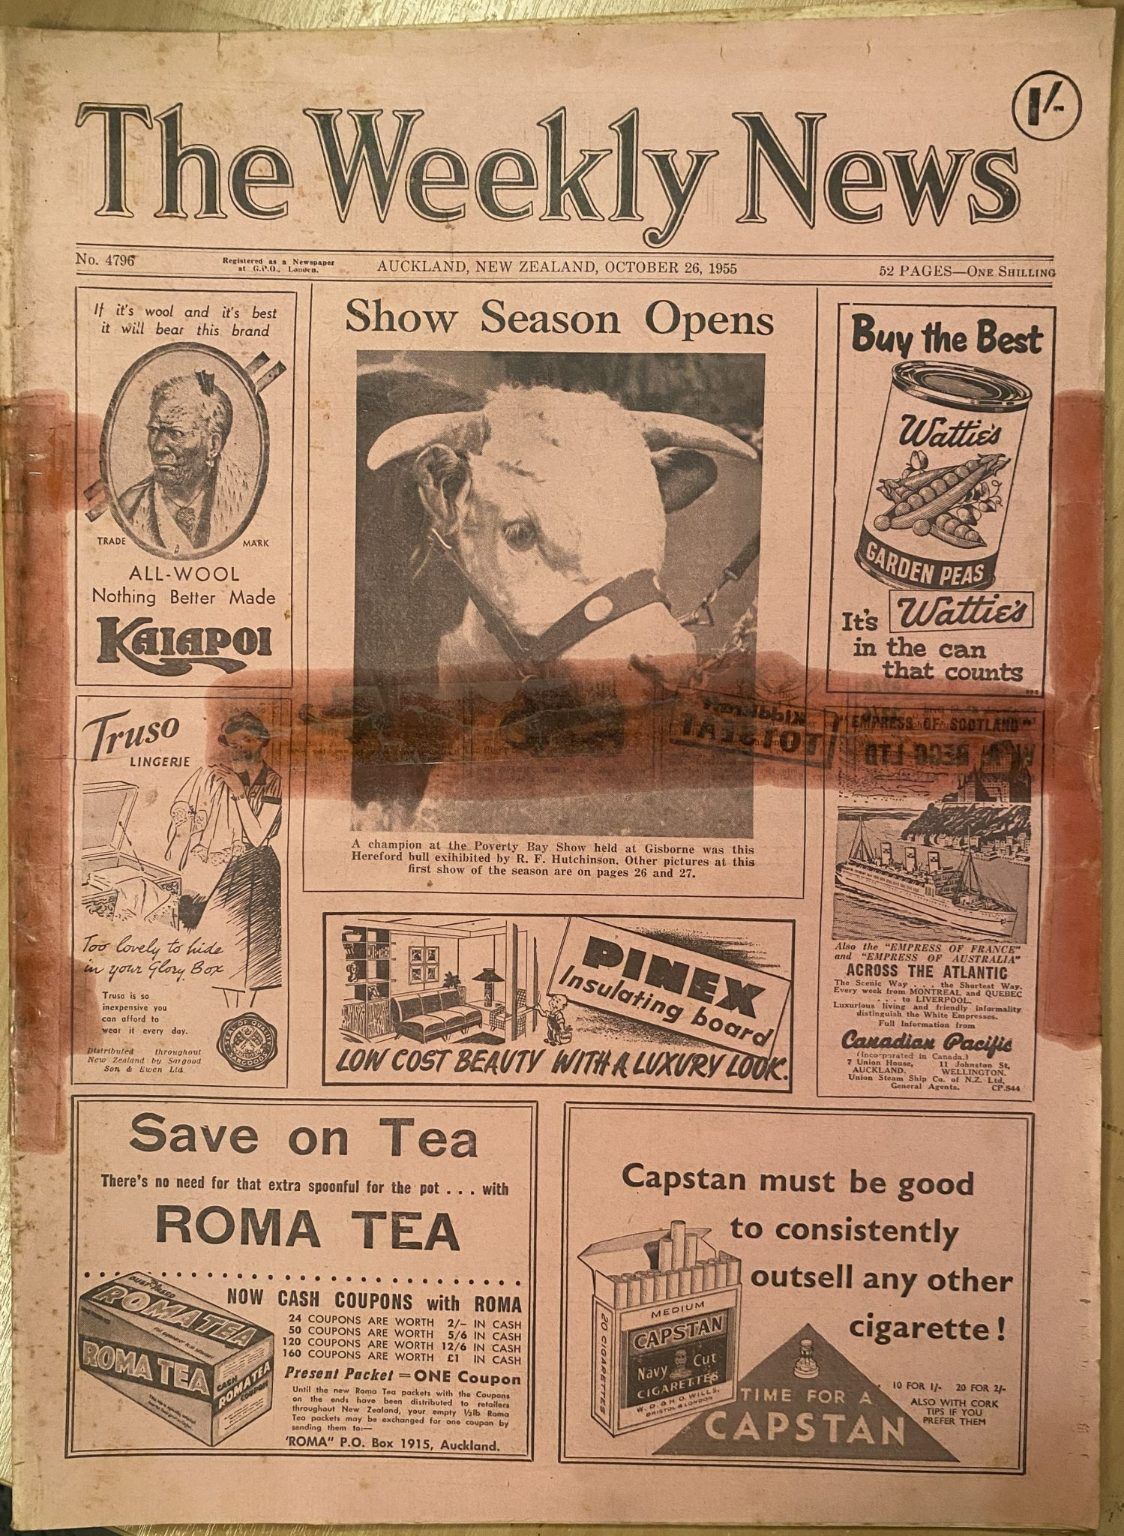 1/-
The Weekly News
No. 4796
Registered as a Newspaper
at G.P.O., London.
AUCKLAND, NEW ZEALAND, OCTOBER 26, 1955
52 PAGES—ONE SHILLING
If it's wool and it's best
it will bear this brand
TRADE MARK
ALL-WOOL
Nothing Better Made
KAIAPOI
Show Season Opens
A champion at the Poverty Bay Show held at Gisborne was this
Hereford bull exihibited by R. F. Hutchinson. Other pictures at this
first show of the season are on pages 26 and 27.
Buy the Best
Wattie's
GARDEN PEAS
It's Wattie's
in the can
that counts
Truso
LINGERIE
Too lovely to hide
in your Glory Box
Truso is so
inexpensive you
can afford to
wear it every day.
Distributed throughout
New Zealand by Sargood
Son & Ewen Ltd.
PINEX
Insulating board
LOW COST BEAUTY WITH A LUXURY LOOK.
Kiddicraft
TOTSEAT
"EMPRESS OF SCOTLAND"
Also the "EMPRESS OF FRANCE"
and "EMPRESS OF AUSTRALIA"
ACROSS THE ATLANTIC
The Scenic Way . . . the Shortest Way.
Every week from MONTREAL and QUEBEC
. . . to LIVERPOOL.
Luxurious living and friendly informality
distinguish the White Empresses.
Full Information from
Canadian Pacific
(Incorporated in Canada.)
7 Union House, 11 Johnston St,
AUCKLAND. WELLINGTON.
Union Steam Ship Co. of N.Z. Ltd.
General Agents. CP.S44
Save on Tea
There's no need for that extra spoonful for the pot . . . with
ROMA TEA
NOW CASH COUPONS with ROMA
24 COUPONS ARE WORTH 2/- IN CASH
50 COUPONS ARE WORTH 5/6 IN CASH
120 COUPONS ARE WORTH 12/6 IN CASH
160 COUPONS ARE WORTH £1 IN CASH
Present Packet = ONE Coupon
Until the new Roma Tea packets with the Coupons
on the ends have been distributed to retailers
throughout New Zealand, your empty ½lb Roma
Tea packets may be exchanged for one coupon by
sending them to:—
'ROMA" P.O. Box 1915, Auckland.
DUST FREED
ROMA TEA
ROMA TEA
CASH
ROMA TEA
COUPON
Capstan must be good
to consistently
outsell any other
cigarette!
20 CIGARETTES
MEDIUM
CAPSTAN
Navy Cut
CIGARETTES
W.D. & H.O. WILLS.
BRISTOL & LONDON
TIME FOR A
CAPSTAN
10 FOR 1/- 20 FOR 2/-
ALSO WITH CORK
TIPS IF YOU
PREFER THEM